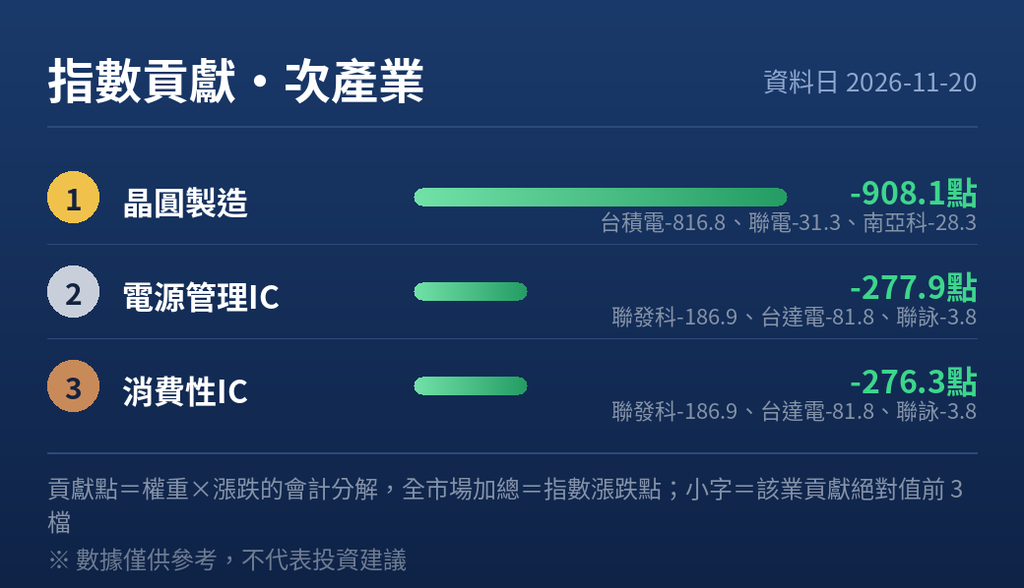 指數貢獻・次產業
資料日 2026-11-20
1
晶圓製造
-908.1點
台積電-816.8、聯電-31.3、南亞科-28.3
2
電源管理IC
-277.9點
聯發科-186.9、台達電-81.8、聯詠-3.8
3
消費性IC
-276.3點
聯發科-186.9、台達電-81.8、聯詠-3.8
貢獻點＝權重×漲跌的會計分解，全市場加總＝指數漲跌點；小字＝該業貢獻絕對值前 3
檔
※ 數據僅供參考，不代表投資建議